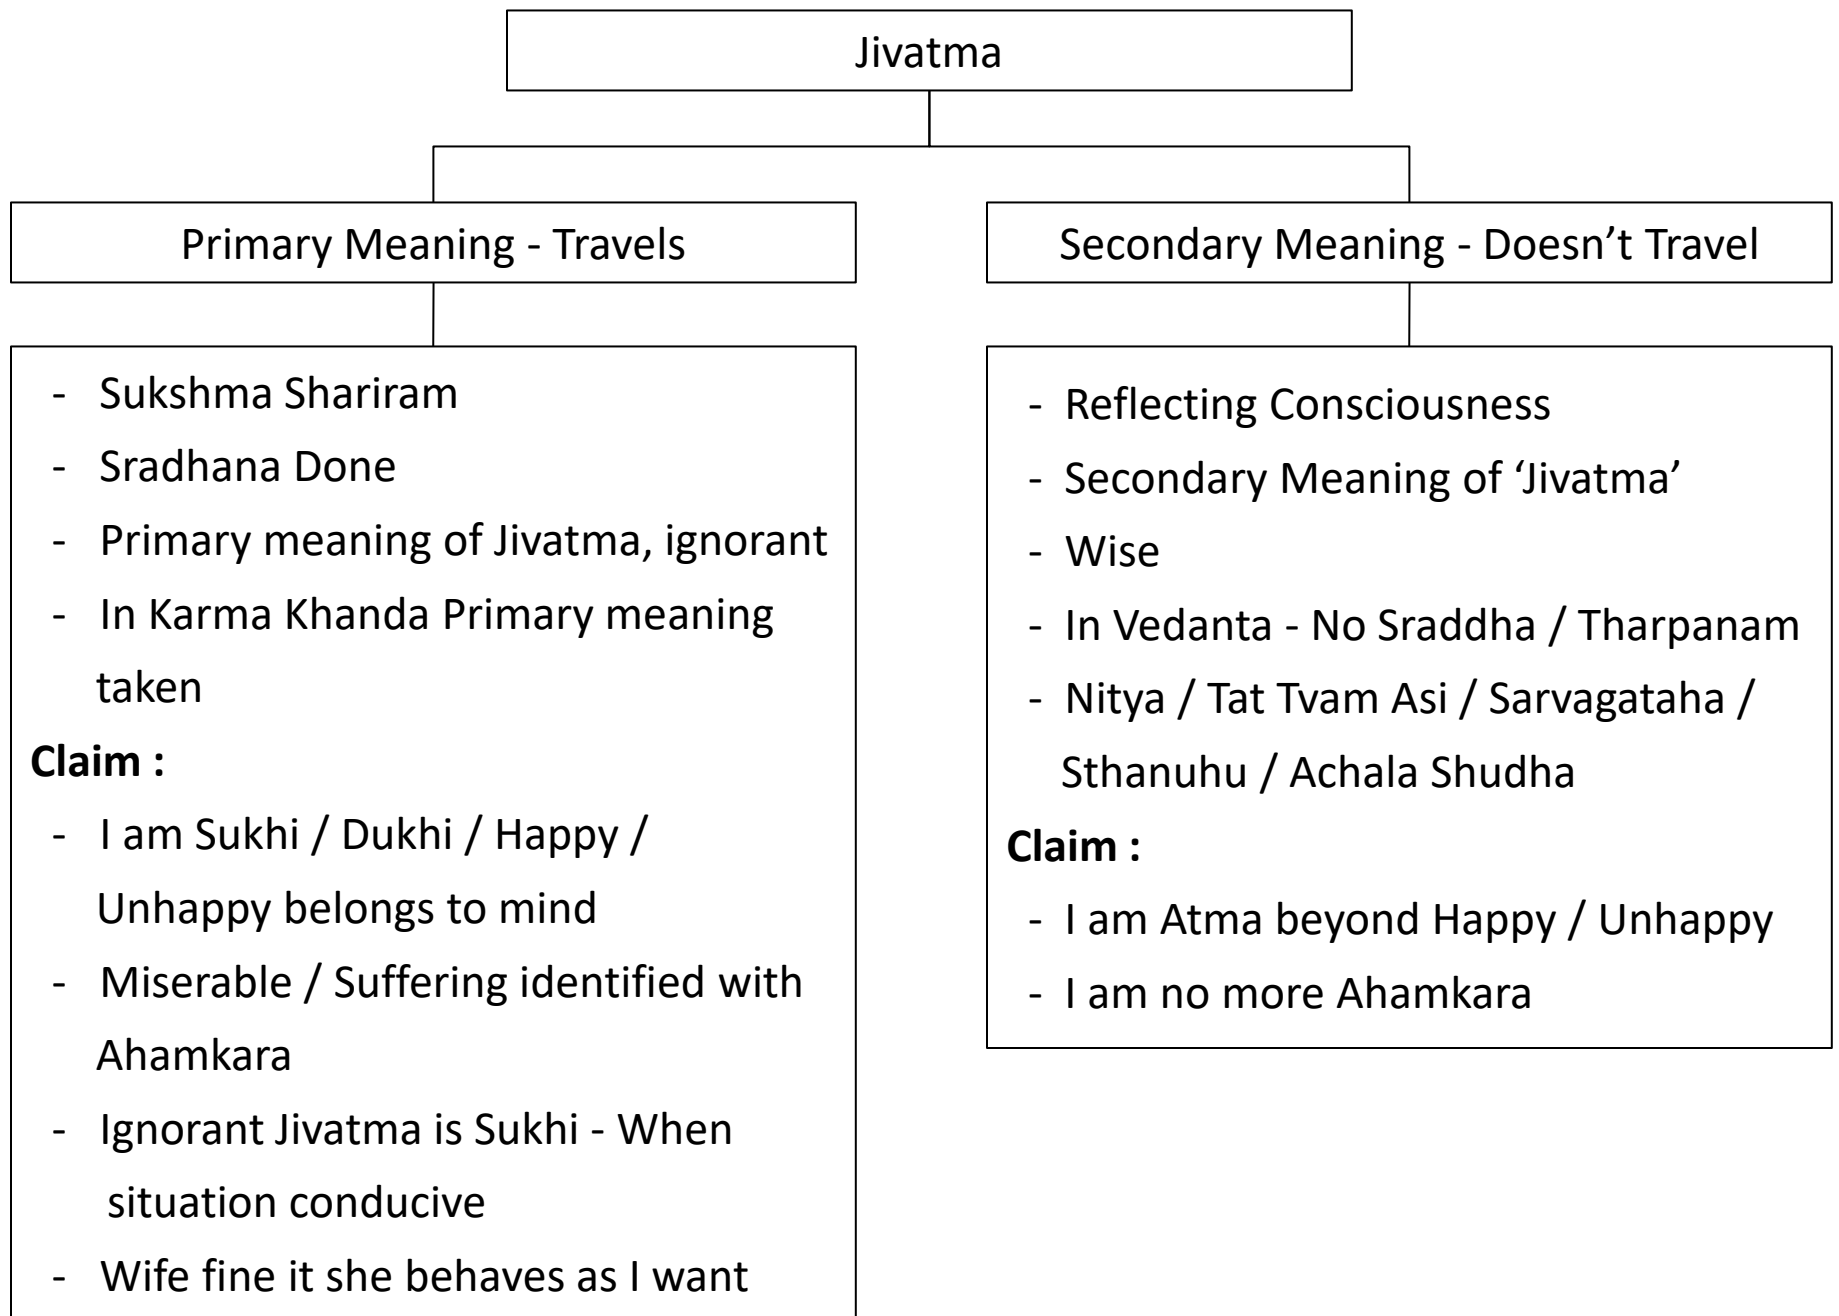 Jivatma
Primary Meaning - Travels
- Sukshma Shariram
- Sradhana Done
- Primary meaning of Jivatma, ignorant
- In Karma Khanda Primary meaning
taken
Claim :
- I am Sukhi / Dukhi / Happy /
Unhappy belongs to mind
- Miserable / Suffering identified with
Ahamkara
- Ignorant Jivatma is Sukhi - When
situation conducive
- Wife fine it she behaves as I want
Secondary Meaning - Doesn’t Travel
- Reflecting Consciousness
- Secondary Meaning of ‘Jivatma’
- Wise
- In Vedanta - No Sraddha / Tharpanam
- Nitya / Tat Tvam Asi / Sarvagataha /
Sthanuhu / Achala Shudha
Claim :
- I am Atma beyond Happy / Unhappy
- I am no more Ahamkara